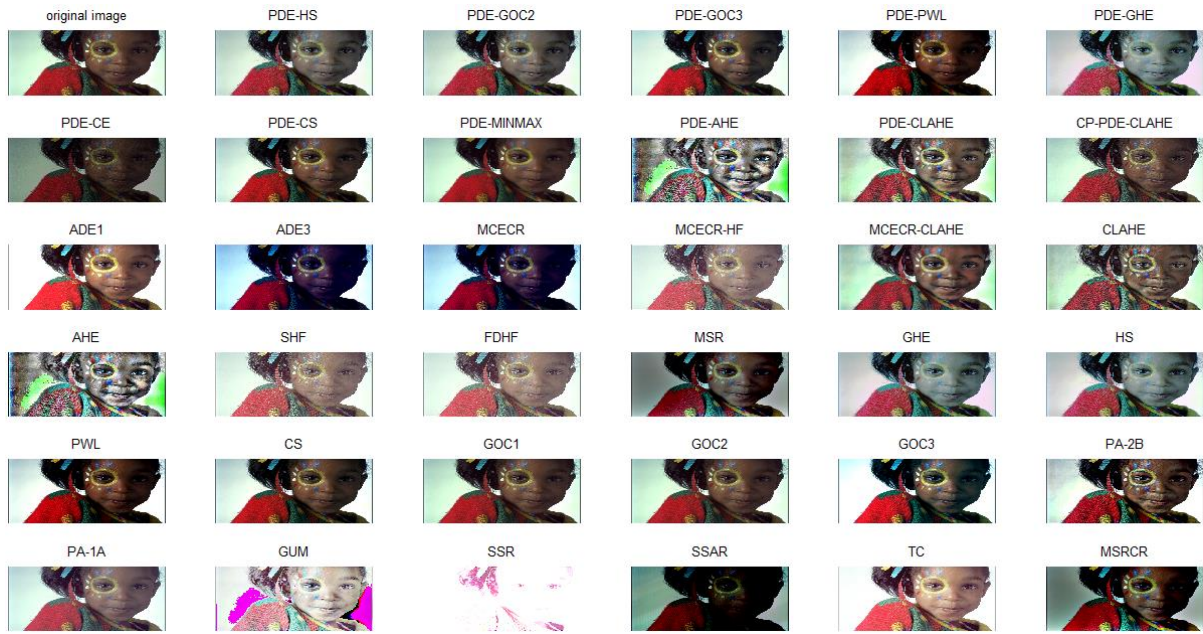 original image PDE-HS PDE-GOC2 PDE-GOC3 PDE-PWL PDE-GHE
PDE-CE PDE-CS PDE-MINMAX PDE-AHE PDE-CLAHE CP-PDE-CLAHE
ADE1 ADE3 MCECR MCECR-HF MCECR-CLAHE CLAHE
AHE SHF FDHF MSR GHE HS
PWL CS GOC1 GOC2 GOC3 PA-2B
PA-1A GUM SSR SSAR TC MSRCR